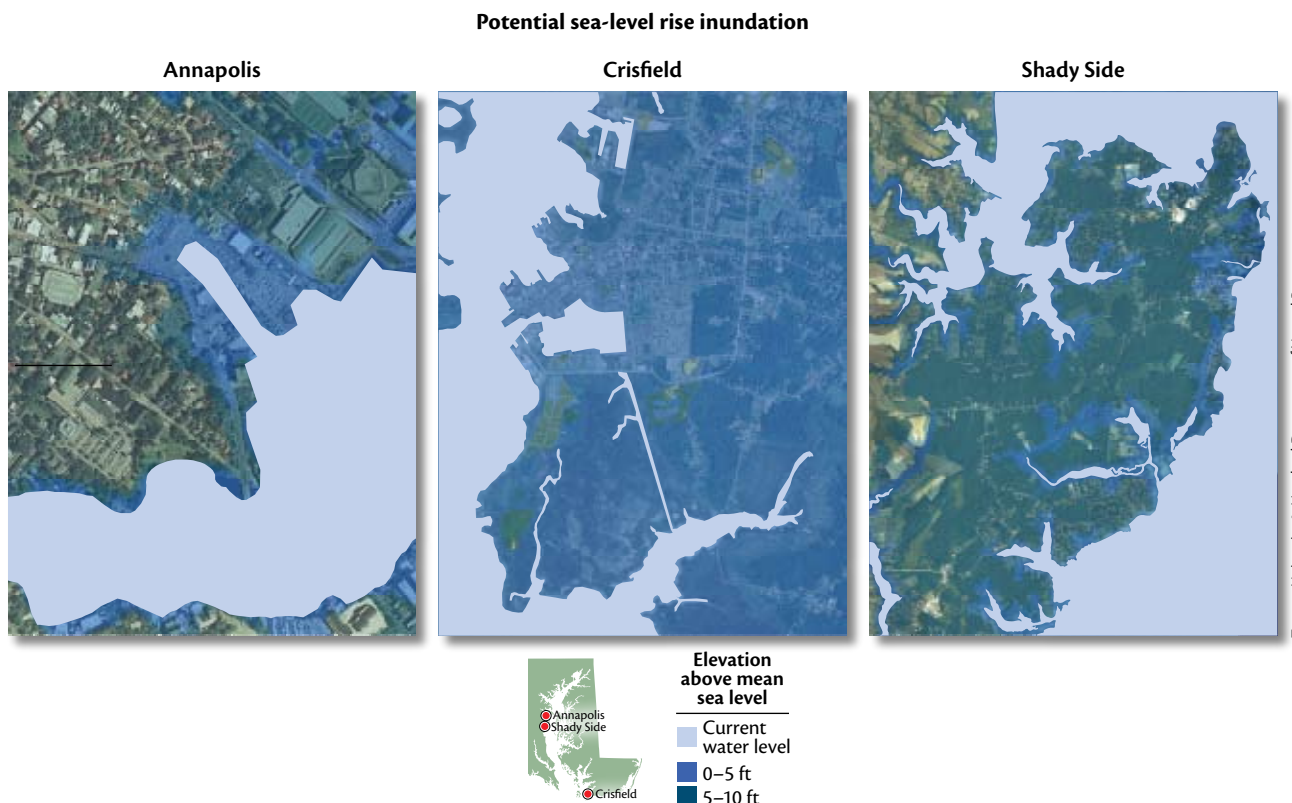 Potential sea-level rise inundation
Annapolis
Crisfield
Shady Side
Annapolis
Shady Side
Crisfield
Elevation
above mean
sea level
Current
water level
0–5 ft
5–10 ft